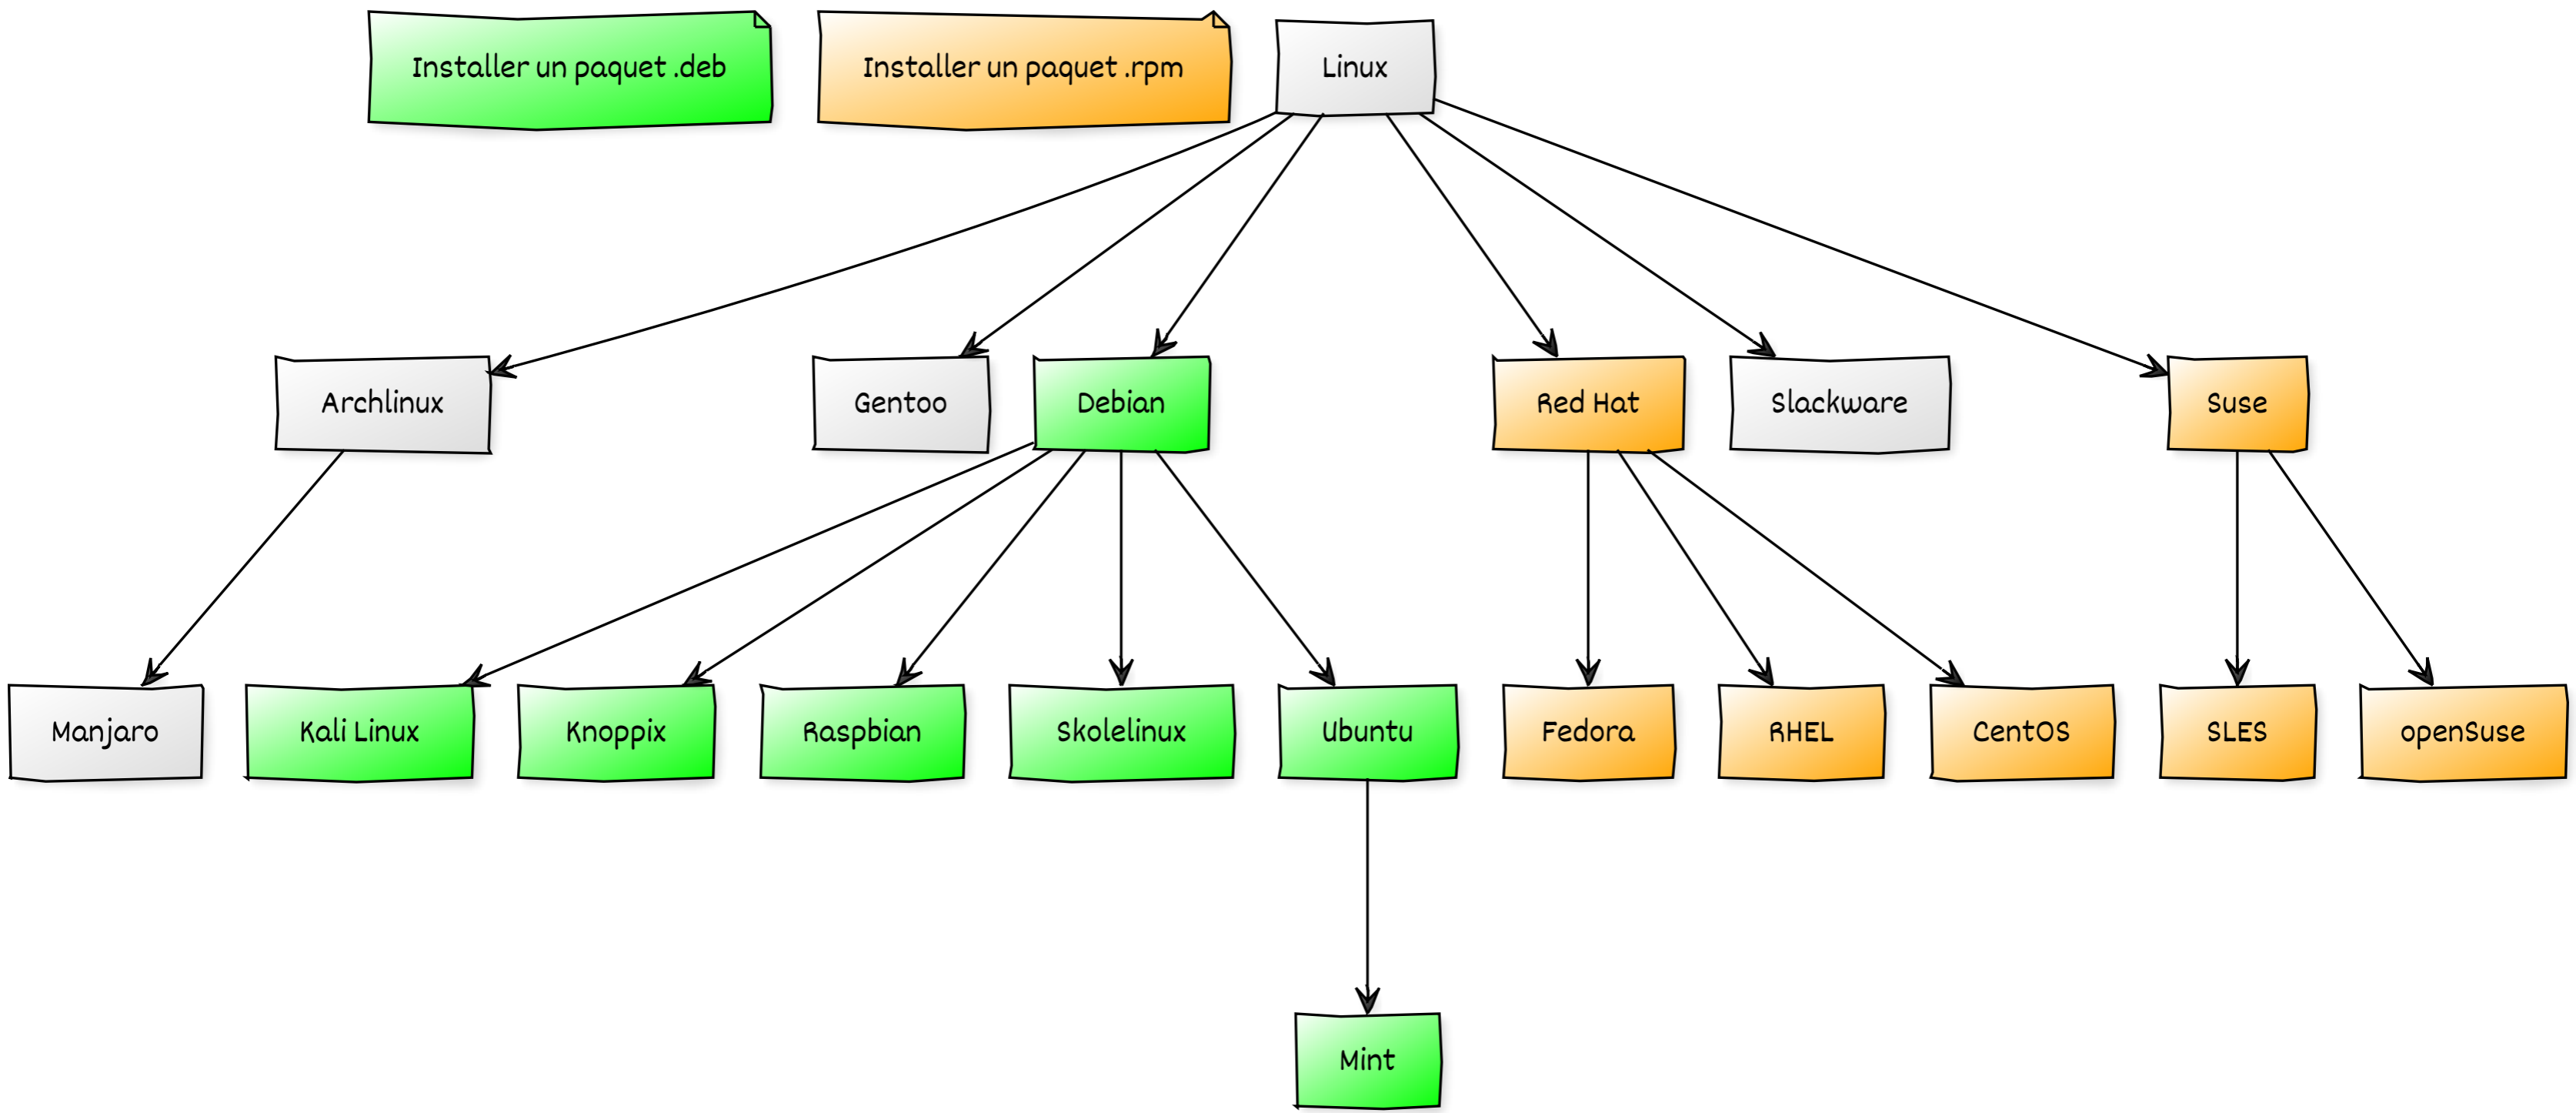 Installer un paquet .deb
Installer un paquet .rpm
Linux
Archlinux
Gentoo
Debian
Red Hat
Slackware
Suse
Manjaro
Kali Linux
Knoppix
Raspbian
Skolelinux
Ubuntu
Fedora
RHEL
CentOS
SLES
openSuse
Mint